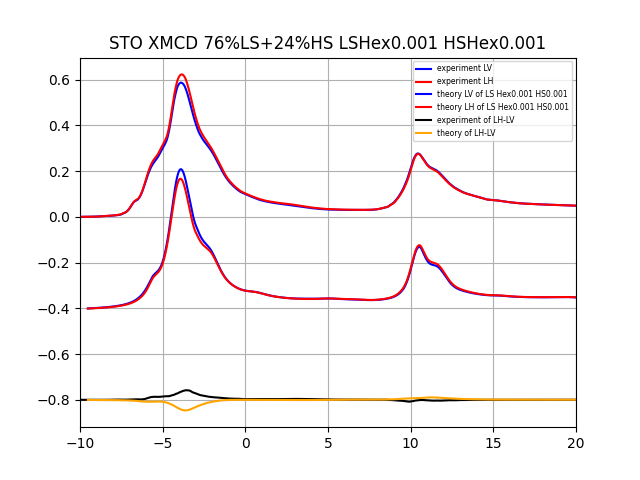 STO XMCD 76%LS+24%HS LSHex0.001 HSHex0.001
experiment LV
experiment LH
theory LV of LS Hex0.001 HS0.001
theory LH of LS Hex0.001 HS0.001
experiment of LH-LV
theory of LH-LV
0.6
0.4
0.2
0.0
−0.2
−0.4
−0.6
−0.8
−10
−5
0
5
10
15
20